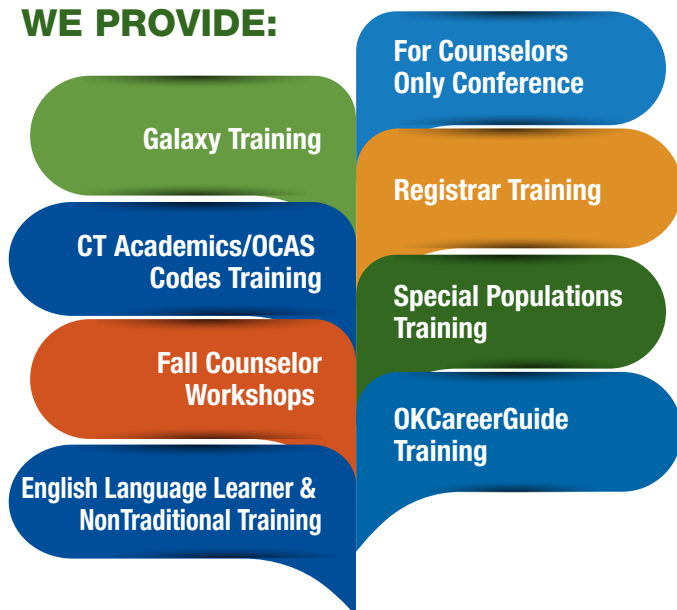 WE PROVIDE:
For Counselors
Only Conference
Galaxy Training
Registrar Training
CT Academics/OCAS
Codes Training
Special Populations
Training
Fall Counselor
Workshops
OKCareerGuide
Training
English Language Learner &
NonTraditional Training